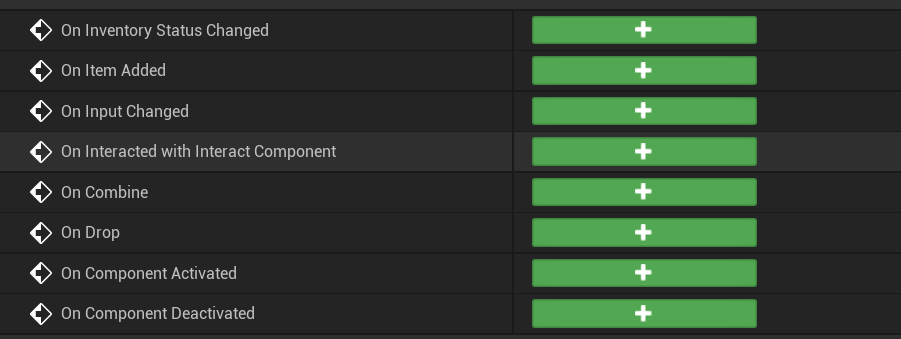 On Inventory Status Changed
On Item Added
On Input Changed
On Interacted with Interact Component
On Combine
On Drop
On Component Activated
On Component Deactivated